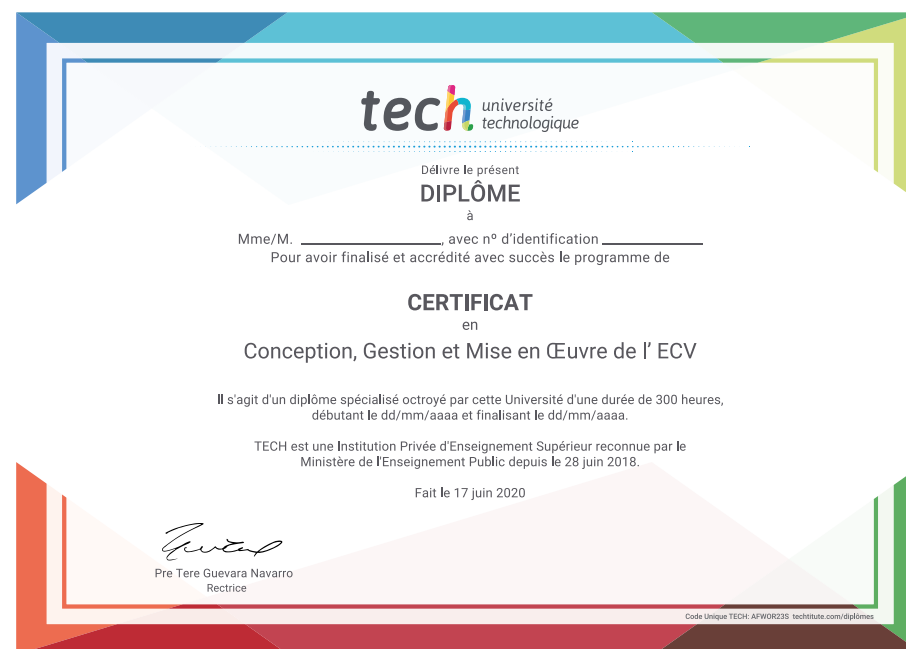 tech université
technologique
Délivre le présent
DIPLÔME
à
Mme/M. ____________________, avec nº d'identification ______________
Pour avoir finalisé et accrédité avec succès le programme de
CERTIFICAT
en
Conception, Gestion et Mise en Œuvre de l' ECV
Il s'agit d'un diplôme spécialisé octroyé par cette Université d'une durée de 300 heures,
débutant le dd/mm/aaaa et finalisant le dd/mm/aaaa.
TECH est une Institution Privée d'Enseignement Supérieur reconnue par le
Ministère de l'Enseignement Public depuis le 28 juin 2018.
Fait le 17 juin 2020
Pre Tere Guevara Navarro
Rectrice
Code Unique TECH: AFWOR23S techtitute.com/diplômes